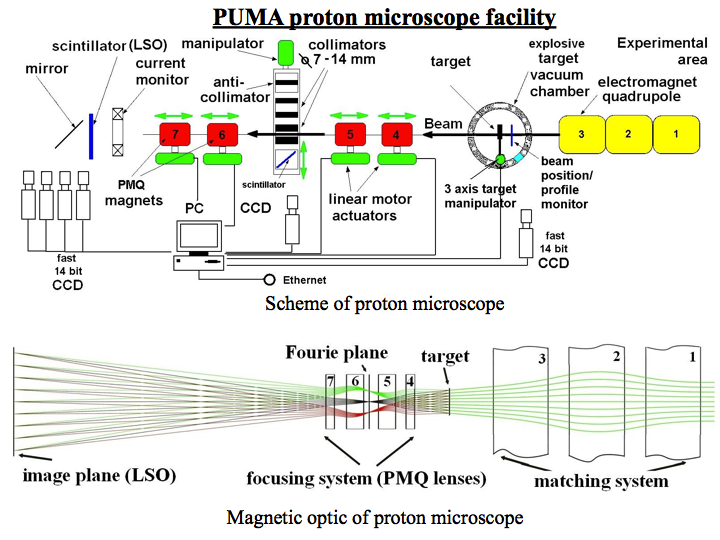 PUMA proton microscope facility
scintillator (LSO)
mirror
current
monitor
manipulator
anti-
collimator
collimators
7 - 14 mm
target
explosive
target
vacuum
chamber
Experimental
area
electromagnet
quadrupole
7
6
5
4
Beam
3
2
1
PMQ
magnets
scintillator
linear motor
actuators
3 axis target
manipulator
beam
position/
profile
monitor
PC
CCD
fast
14 bit
CCD
fast
14 bit
CCD
Ethernet
Scheme of proton microscope
Fourie plane
target
7
6
5
4
3
2
1
image plane (LSO)
focusing system (PMQ lenses)
matching system
Magnetic optic of proton microscope